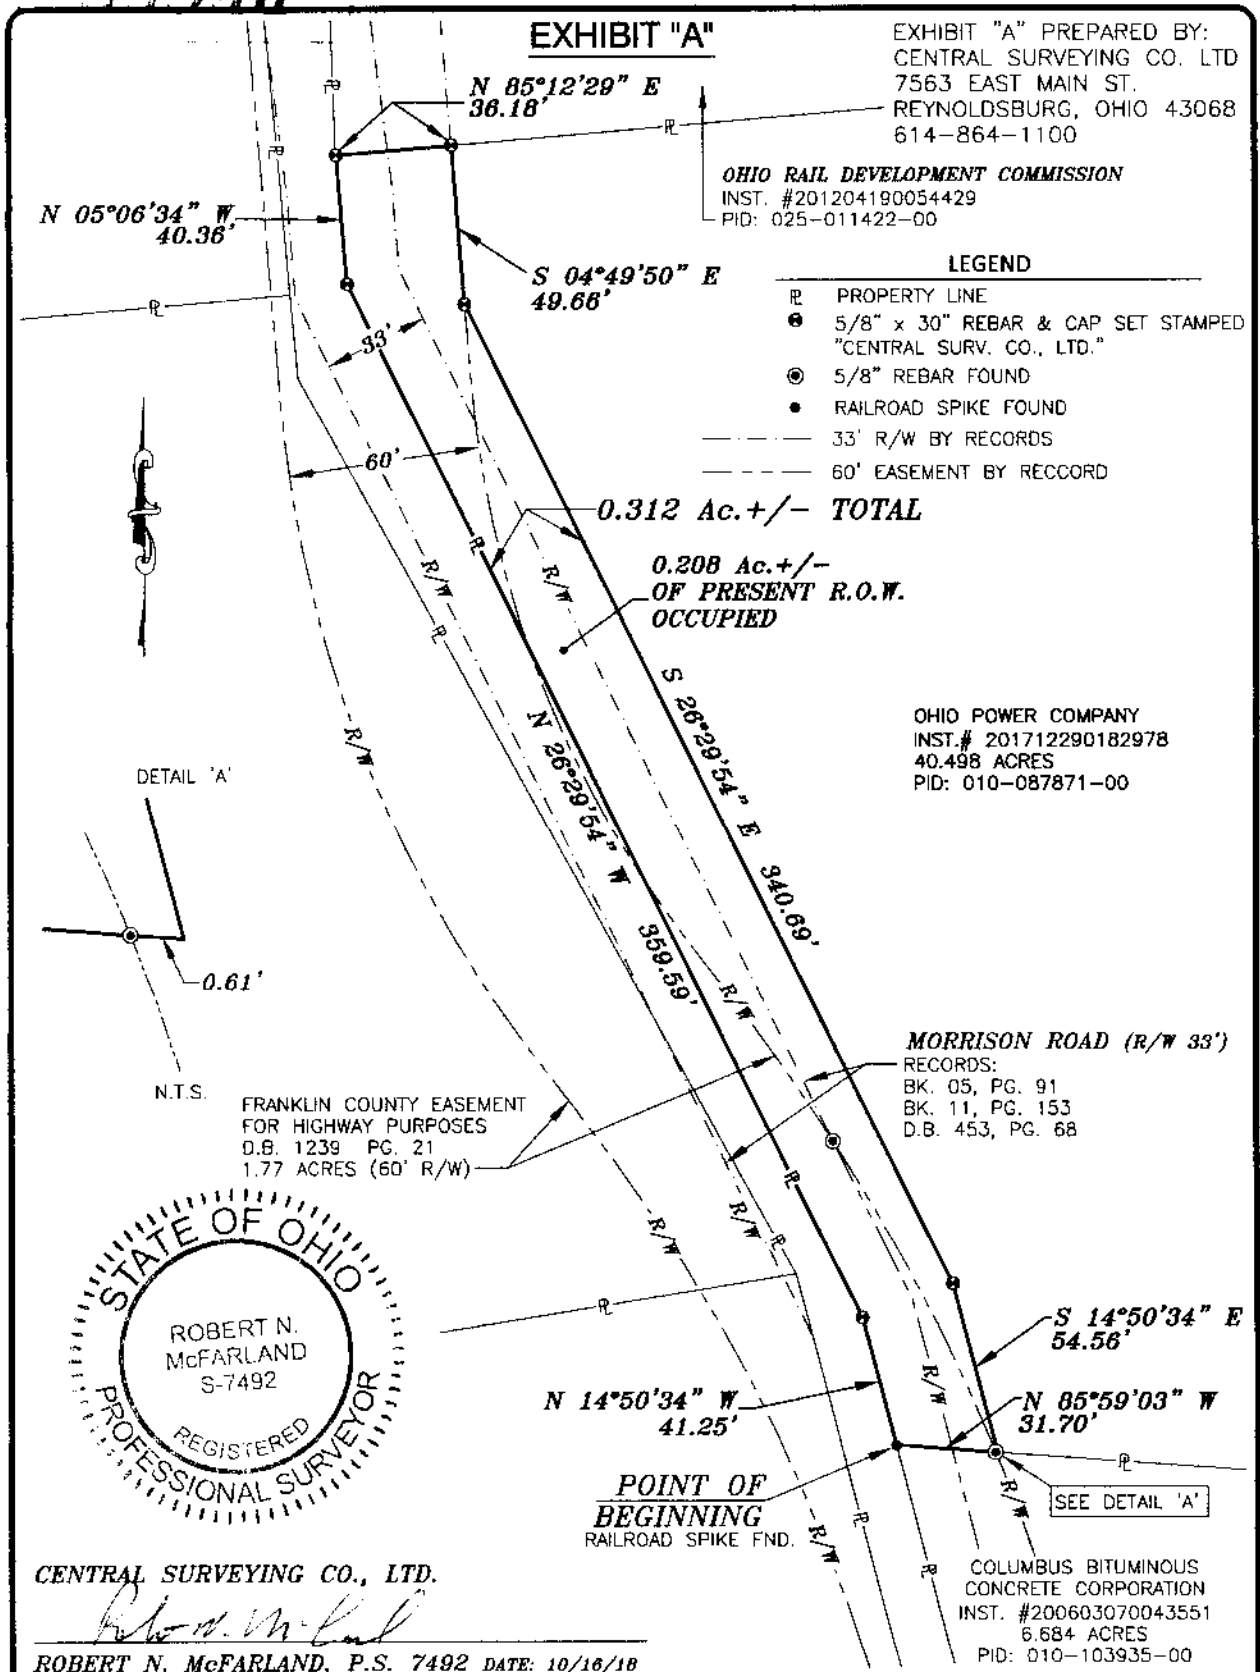 EXHIBIT "A"
EXHIBIT "A" PREPARED BY:
CENTRAL SURVEYING CO. LTD
7563 EAST MAIN ST.
REYNOLDSBURG, OHIO 43068
614-864-1100
N 85°12'29" E
36.18'
OHIO RAIL DEVELOPMENT COMMISSION
INST. #201204190054429
PID: 025-011422-00
N 05°06'34" W
40.36'
S 04°49'50" E
49.66'
LEGEND
PROPERTY LINE
5/8" x 30" REBAR & CAP SET STAMPED
"CENTRAL SURV. CO., LTD."
5/8" REBAR FOUND
RAILROAD SPIKE FOUND
33' R/W BY RECORDS
60' EASEMENT BY RECCORD
33'
60'
0.312 Ac.+/- TOTAL
0.208 Ac.+/-
OF PRESENT R.O.W.
OCCUPIED
R/W
R/W
R/W
S 26°29'54" E 340.69'
N 26°29'54" W 359.59'
OHIO POWER COMPANY
INST.# 201712290182978
40.498 ACRES
PID: 010-087871-00
DETAIL 'A'
0.61'
N.T.S.
R/W
MORRISON ROAD (R/W 33')
RECORDS:
BK. 05, PG. 91
BK. 11, PG. 153
D.B. 453, PG. 68
FRANKLIN COUNTY EASEMENT
FOR HIGHWAY PURPOSES
D.B. 1239 PG. 21
1.77 ACRES (60' R/W)
R/W
R/W
STATE OF OHIO
ROBERT N.
McFARLAND
S-7492
REGISTERED
PROFESSIONAL SURVEYOR
S 14°50'34" E
54.56'
R/W
N 14°50'34" W
41.25'
N 85°59'03" W
31.70'
POINT OF
BEGINNING
RAILROAD SPIKE FND.
SEE DETAIL 'A'
R/W
R/W
COLUMBUS BITUMINOUS
CONCRETE CORPORATION
INST. #200603070043551
6.684 ACRES
PID: 010-103935-00
CENTRAL SURVEYING CO., LTD.
ROBERT N. McFARLAND, P.S. 7492 DATE: 10/16/18